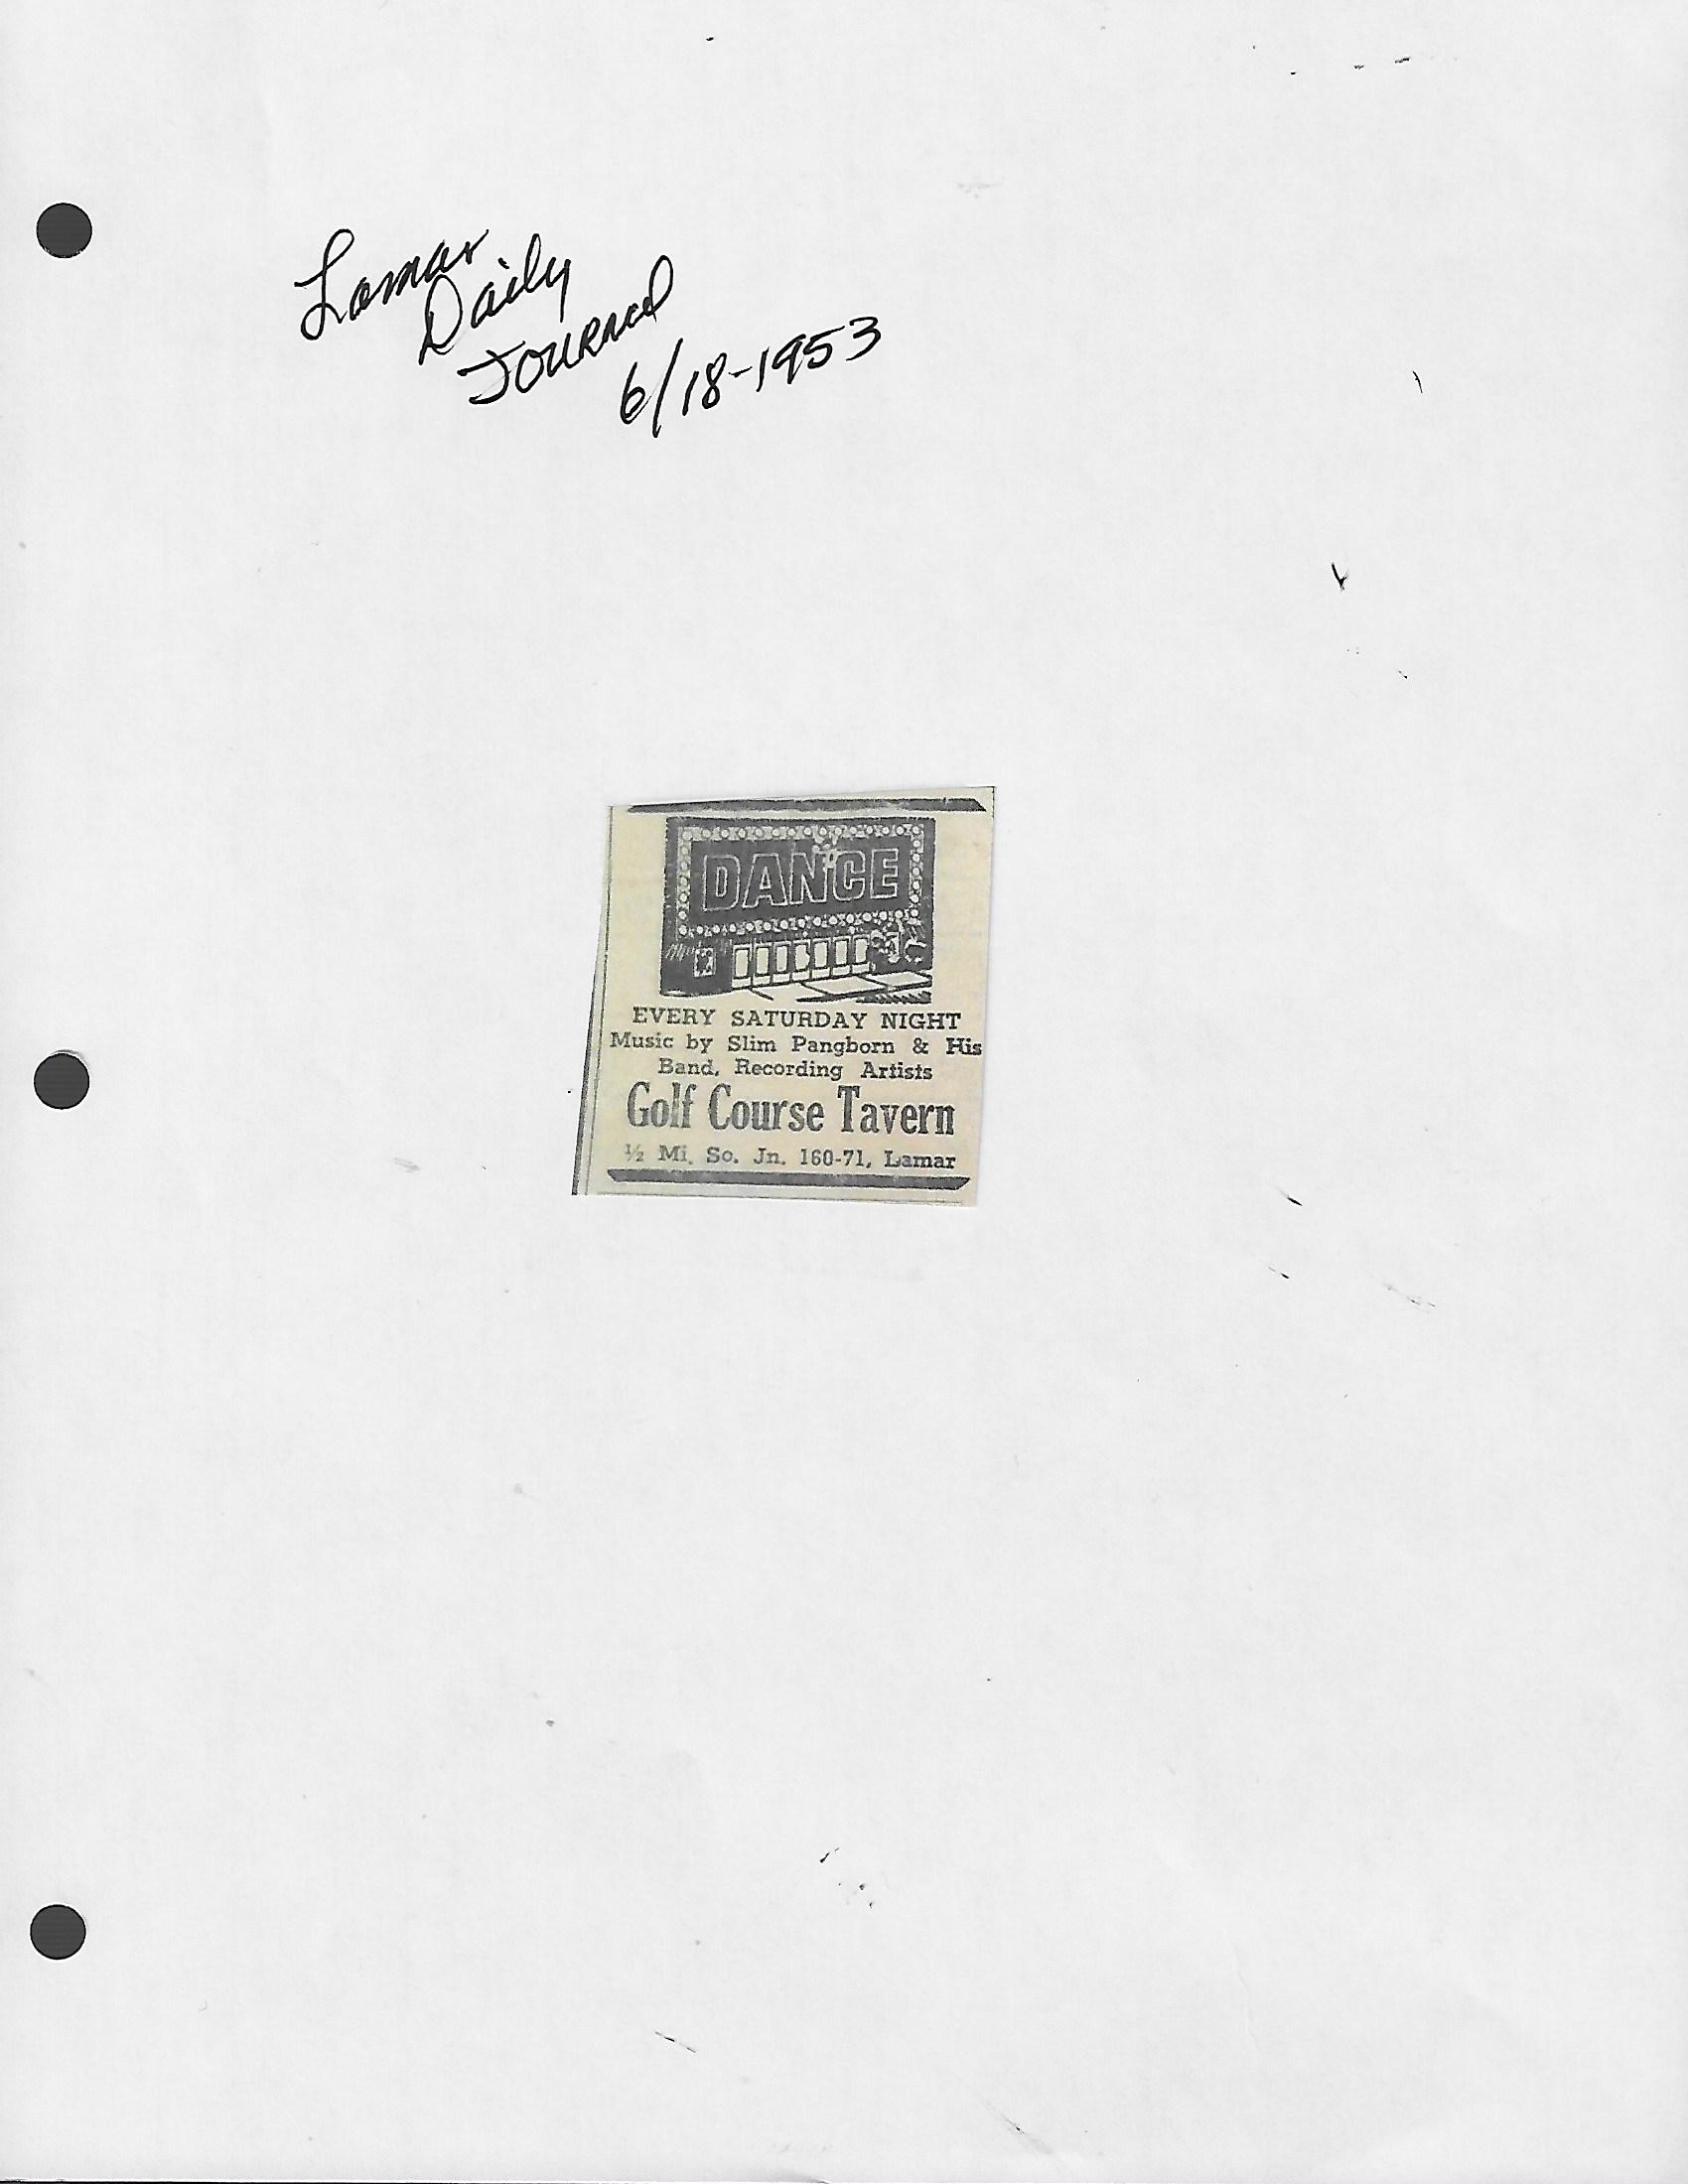 Lamar
Daily
Journal
6/18-1953
DANCE
EVERY SATURDAY NIGHT
Music by Slim Pangborn & His
Band, Recording Artists
Golf Course Tavern
½ Mi. So. Jn. 160-71, Lamar